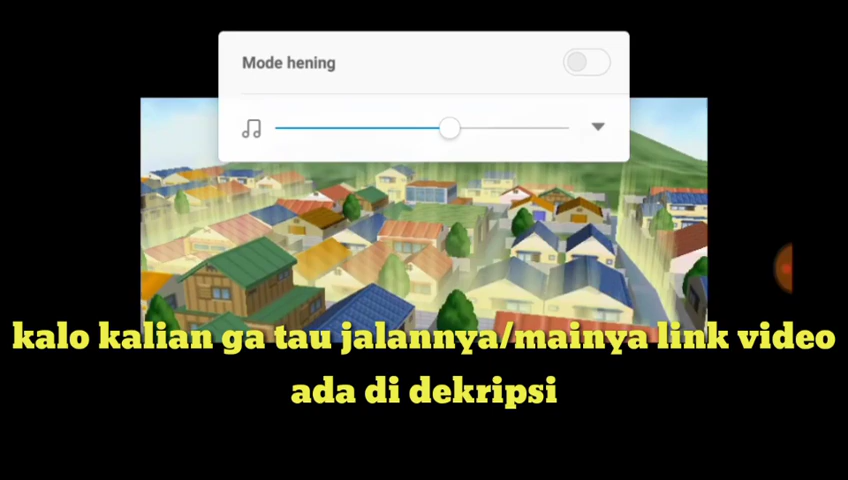 Mode hening
kalo kalian ga tau jalannya/mainya link video
ada di dekripsi